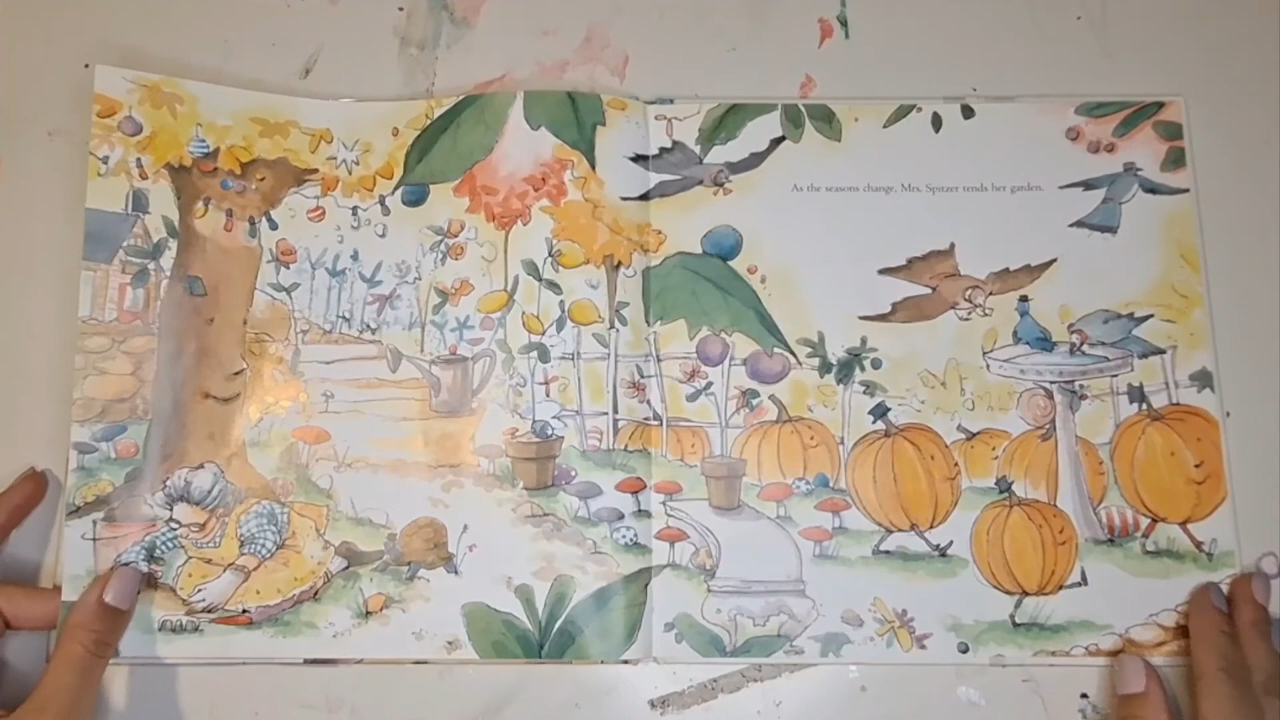 As the seasons change, Mrs. Spitzer tends her garden.